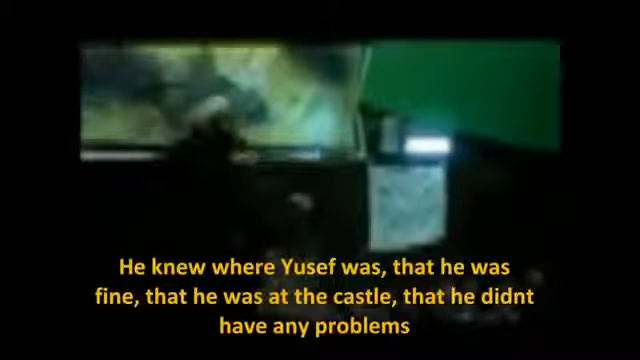 He knew where Yusef was, that he was
fine, that he was at the castle, that he didnt
have any problems